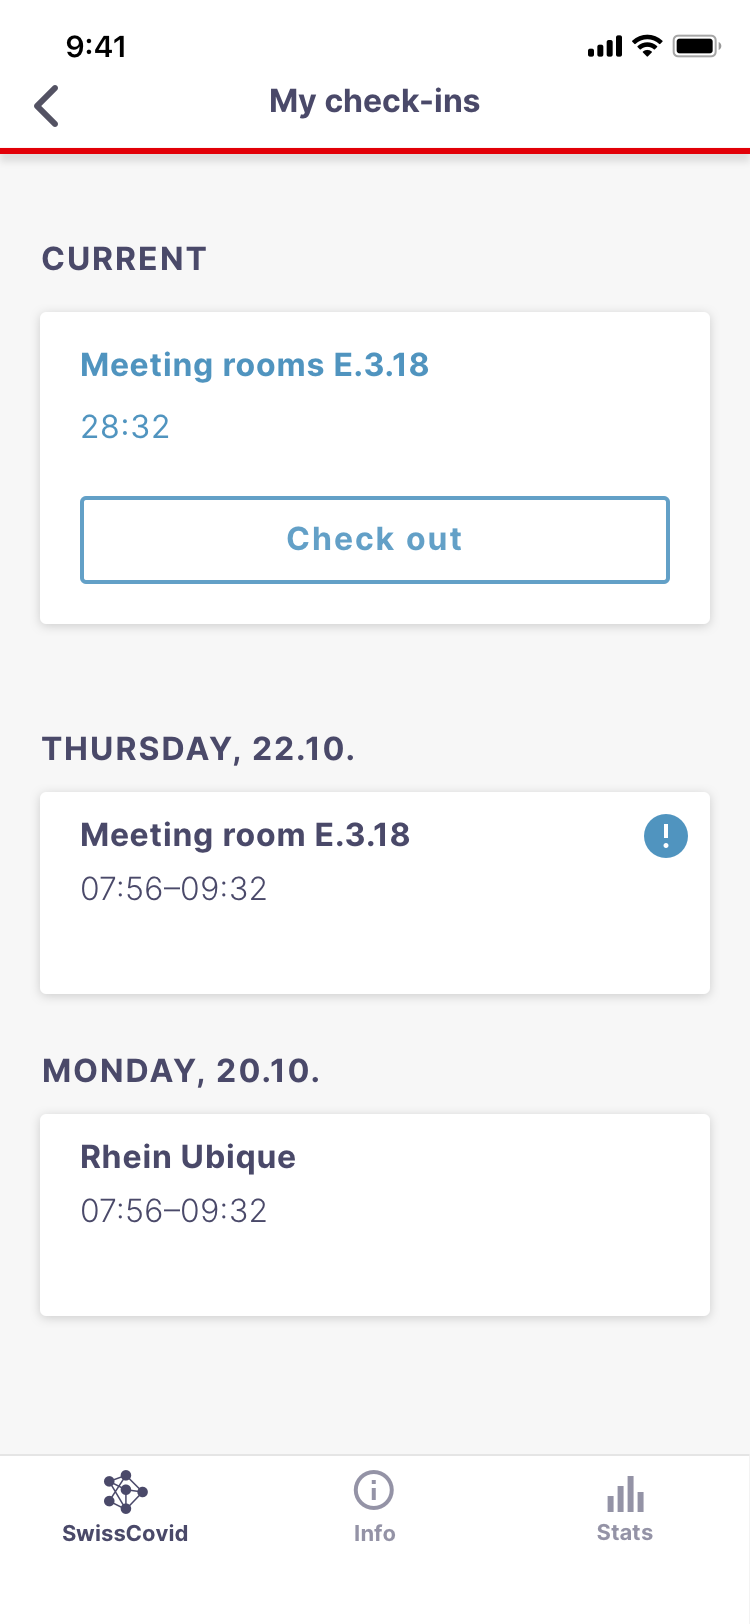 9:41
My check-ins
CURRENT
Meeting rooms E.3.18
28:32
Check out
THURSDAY, 22.10.
Meeting room E.3.18
07:56–09:32
MONDAY, 20.10.
Rhein Ubique
07:56–09:32
SwissCovid
Info
Stats